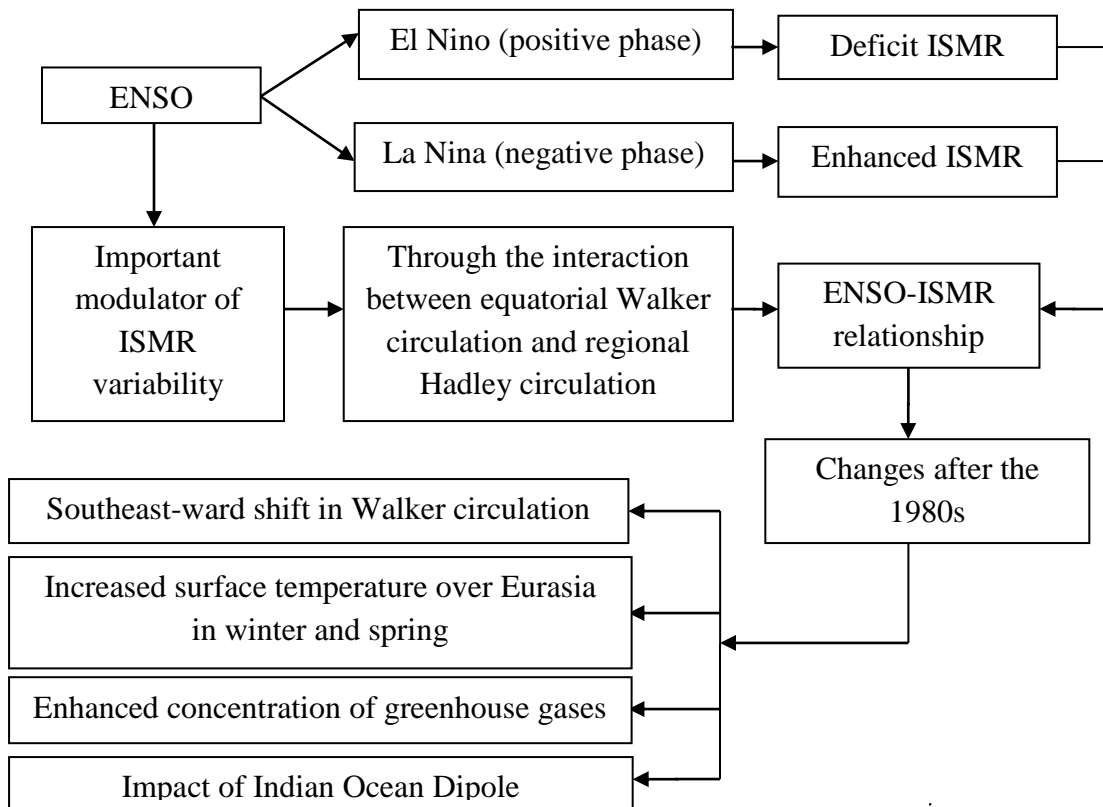 El Nino (positive phase)
Deficit ISMR
ENSO
La Nina (negative phase)
Enhanced ISMR
Important
modulator of
ISMR
variability
Through the interaction
between equatorial Walker
circulation and regional
Hadley circulation
ENSO-ISMR
relationship
Changes after the
1980s
Southeast-ward shift in Walker circulation
Increased surface temperature over Eurasia
in winter and spring
Enhanced concentration of greenhouse gases
Impact of Indian Ocean Dipole